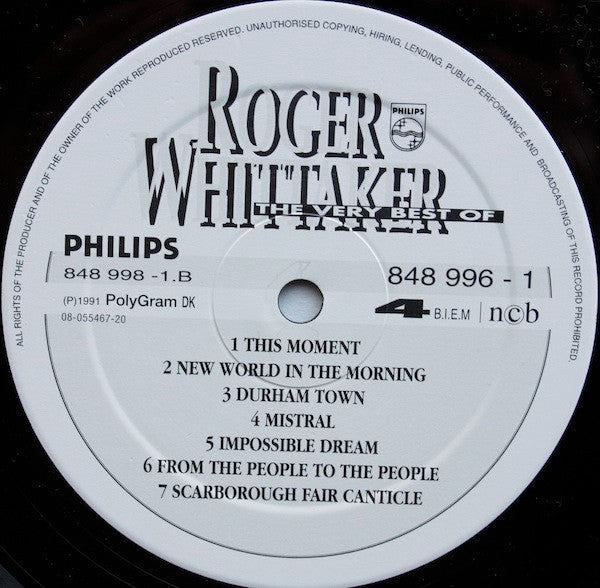 ALL RIGHTS OF THE PRODUCER AND OF THE OWNER OF THE WORK REPRODUCED RESERVED. UNAUTHORISED COPYING, HIRING, LENDING, PUBLIC PERFORMANCE AND BROADCASTING OF THIS RECORD PROHIBITED.
ROGER
PHILIPS
WHITTAKER
THE VERY BEST OF
PHILIPS
848 998 -1.B
848 996 - 1
(P)1991 PolyGram DK
4 B.I.E.M | n©b
08-055467-20
1 THIS MOMENT
2 NEW WORLD IN THE MORNING
3 DURHAM TOWN
4 MISTRAL
5 IMPOSSIBLE DREAM
6 FROM THE PEOPLE TO THE PEOPLE
7 SCARBOROUGH FAIR CANTICLE